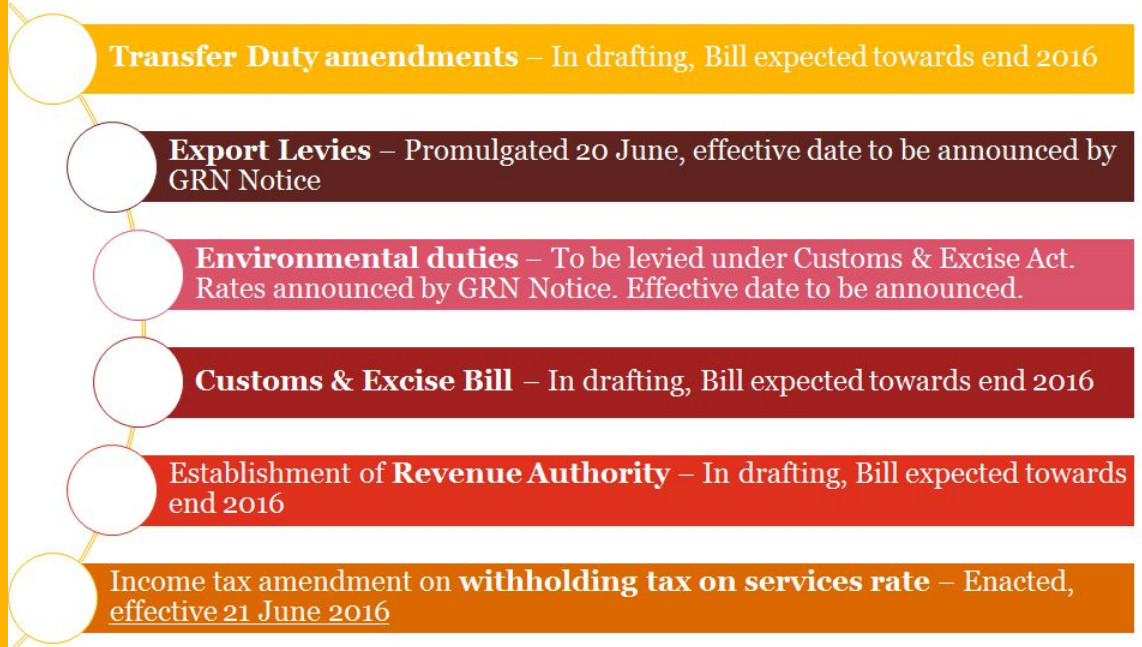 Transfer Duty amendments – In drafting, Bill expected towards end 2016
Export Levies – Promulgated 20 June, effective date to be announced by
GRN Notice
Environmental duties – To be levied under Customs & Excise Act.
Rates announced by GRN Notice. Effective date to be announced.
Customs & Excise Bill – In drafting, Bill expected towards end 2016
Establishment of Revenue Authority – In drafting, Bill expected towards
end 2016
Income tax amendment on withholding tax on services rate – Enacted,
effective 21 June 2016